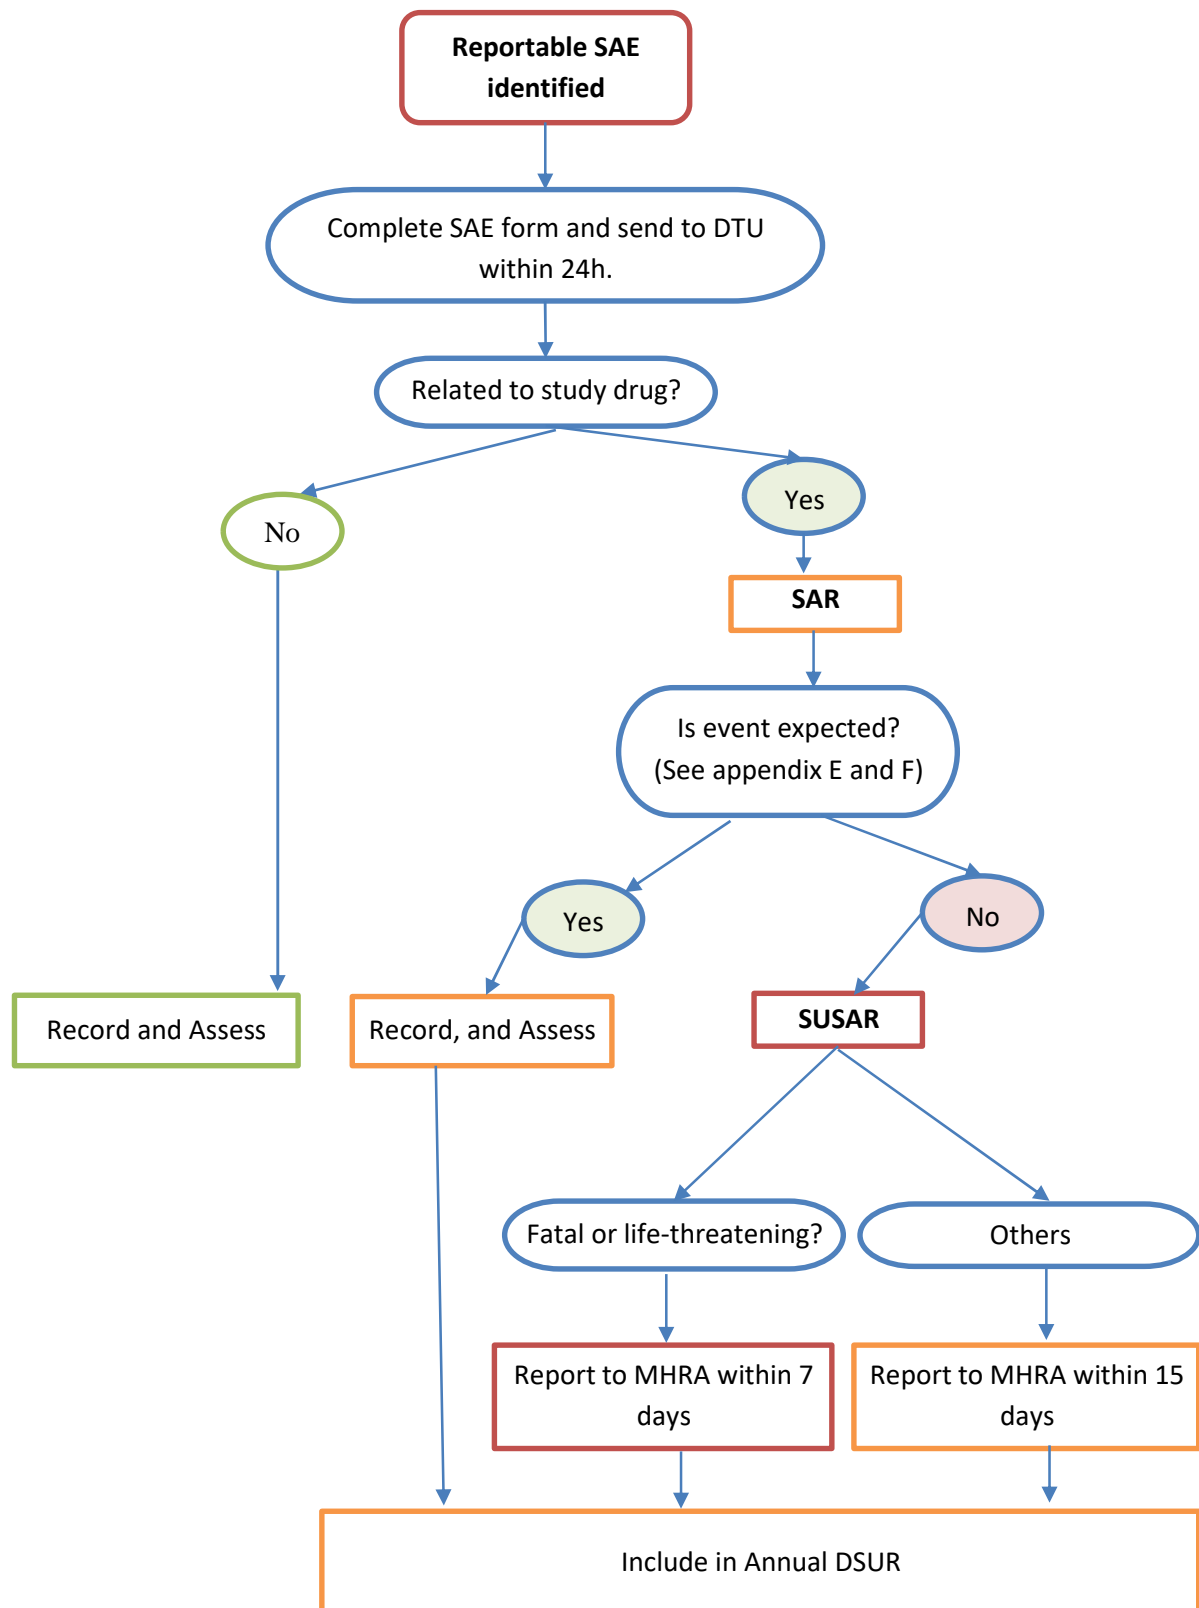 Reportable SAE
identified
Complete SAE form and send to DTU
within 24h.
Related to study drug?
Yes
No
SAR
Is event expected?
(See appendix E and F)
Yes
No
Record and Assess
Record, and Assess
SUSAR
Fatal or life-threatening?
Others
Report to MHRA within 7
days
Report to MHRA within 15
days
Include in Annual DSUR